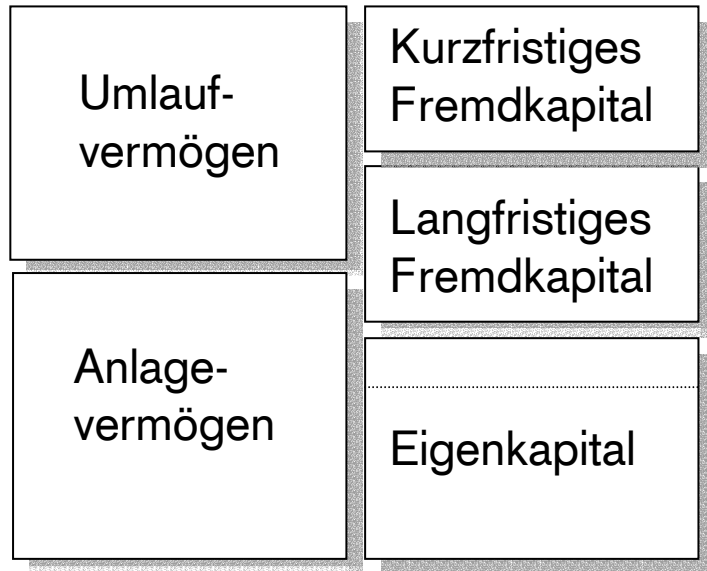 Umlauf-
vermögen
Anlage-
vermögen
Kurzfristiges
Fremdkapital
Langfristiges
Fremdkapital
Eigenkapital